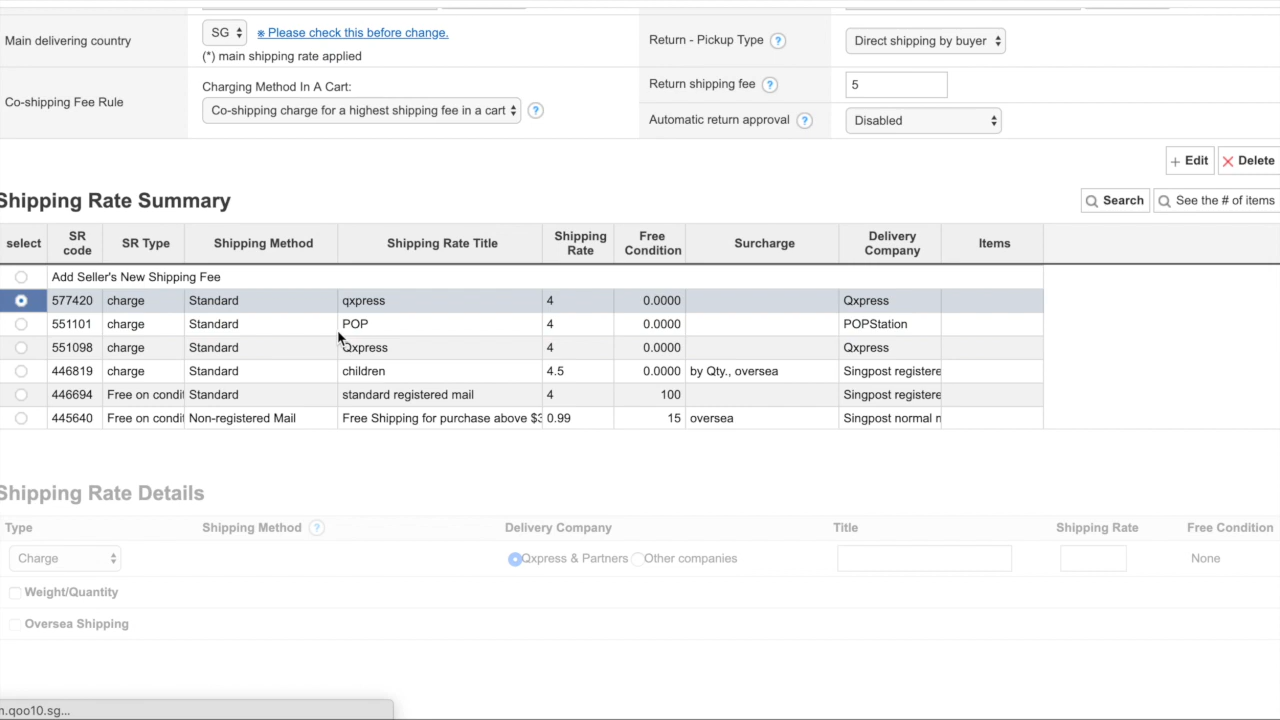 Main delivering country
SG
※ Please check this before change.
(*) main shipping rate applied
Return - Pickup Type ?
Direct shipping by buyer
Co-shipping Fee Rule
Charging Method In A Cart:
Co-shipping charge for a highest shipping fee in a cart ?
Return shipping fee ?
5
Automatic return approval ?
Disabled
+ Edit
Delete
Shipping Rate Summary
Search
See the # of items
select SR code SR Type Shipping Method Shipping Rate Title Shipping Rate Free Condition Surcharge Delivery Company Items
Add Seller's New Shipping Fee
577420 charge Standard qxpress 4 0.0000 Qxpress
551101 charge Standard POP 4 0.0000 POPStation
551098 charge Standard Qxpress 4 0.0000 Qxpress
446819 charge Standard children 4.5 0.0000 by Qty., oversea Singpost registere
446694 Free on condit Standard standard registered mail 4 100 Singpost registere
445640 Free on condit Non-registered Mail Free Shipping for purchase above $3 0.99 15 oversea Singpost normal n
Shipping Rate Details
Type Shipping Method ? Delivery Company Title Shipping Rate Free Condition
Charge Qxpress & Partners Other companies None
Weight/Quantity
Oversea Shipping
n.qoo10.sg...